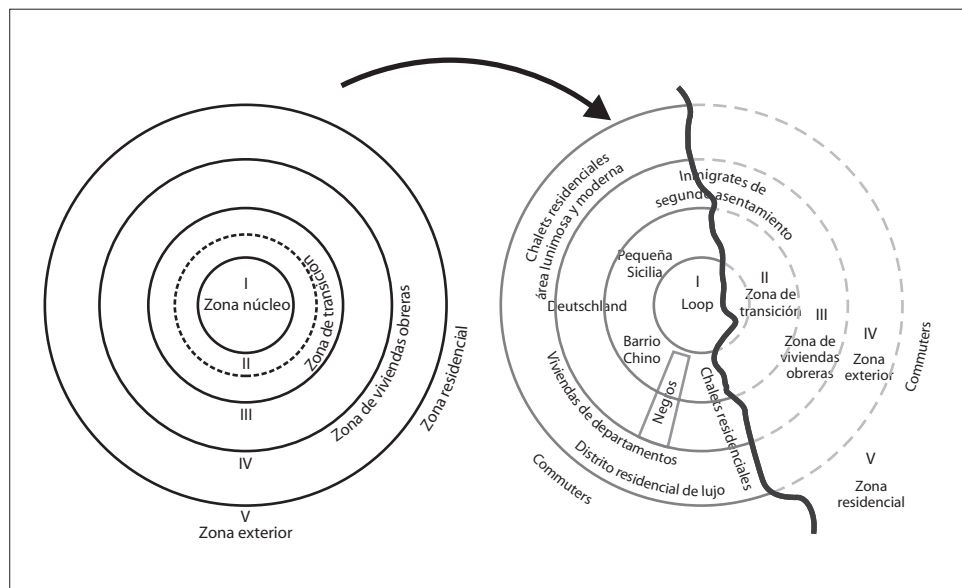 I
Zona núcleo
II
III
IV
V
Zona exterior
Zona de transición
Zona de viviendas obreras
Zona residencial
Chalets residenciales
área lunimosa y moderna
Inmigrates de
segundo asentamiento
Pequeña
Sicilia
I
Loop
II
Zona de
transición
Deutschland
III
Zona de
viviendas
obreras
IV
Zona
exterior
Commuters
Barrio
Chino
Negros
Chalets residenciales
Viviendas de departamentos
Distrito residencial de lujo
Commuters
V
Zona
residencial